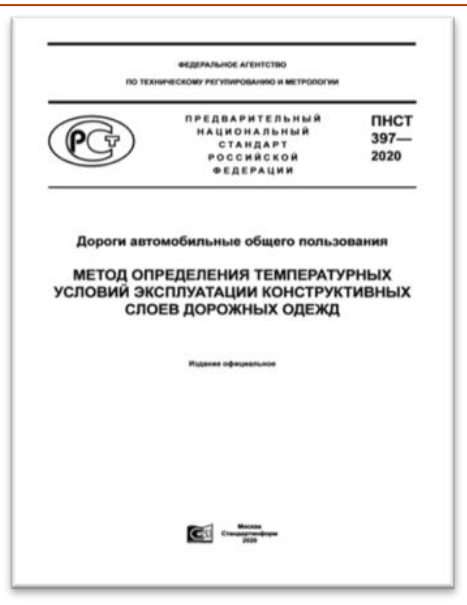 ФЕДЕРАЛЬНОЕ АГЕНТСТВО
ПО ТЕХНИЧЕСКОМУ РЕГУЛИРОВАНИЮ И МЕТРОЛОГИИ
ПРЕДВАРИТЕЛЬНЫЙ
НАЦИОНАЛЬНЫЙ
СТАНДАРТ
РОССИЙСКОЙ
ФЕДЕРАЦИИ
ПНСТ
397—
2020
Дороги автомобильные общего пользования
МЕТОД ОПРЕДЕЛЕНИЯ ТЕМПЕРАТУРНЫХ
УСЛОВИЙ ЭКСПЛУАТАЦИИ КОНСТРУКТИВНЫХ
СЛОЕВ ДОРОЖНЫХ ОДЕЖД
Издание официальное
Москва
Стандартинформ
2020